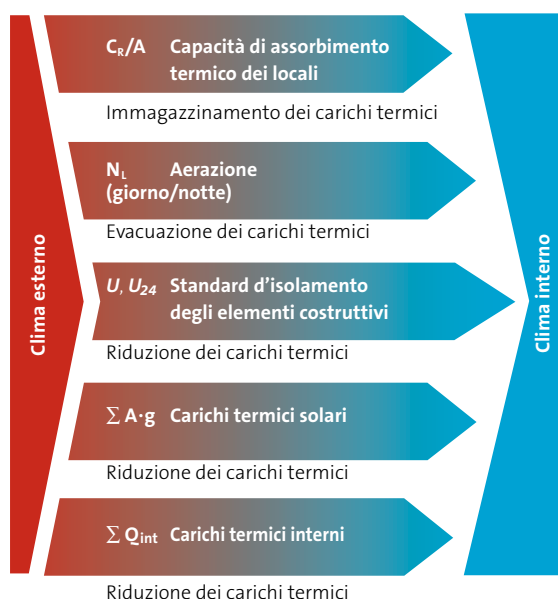 Clima esterno
C_R/A Capacità di assorbimento
termico dei locali
Immagazzinamento dei carichi termici
N_L Aerazione
(giorno/notte)
Evacuazione dei carichi termici
U, U_24 Standard d’isolamento
degli elementi costruttivi
Riduzione dei carichi termici
∑ A·g Carichi termici solari
Riduzione dei carichi termici
∑ Q_int Carichi termici interni
Riduzione dei carichi termici
Clima interno